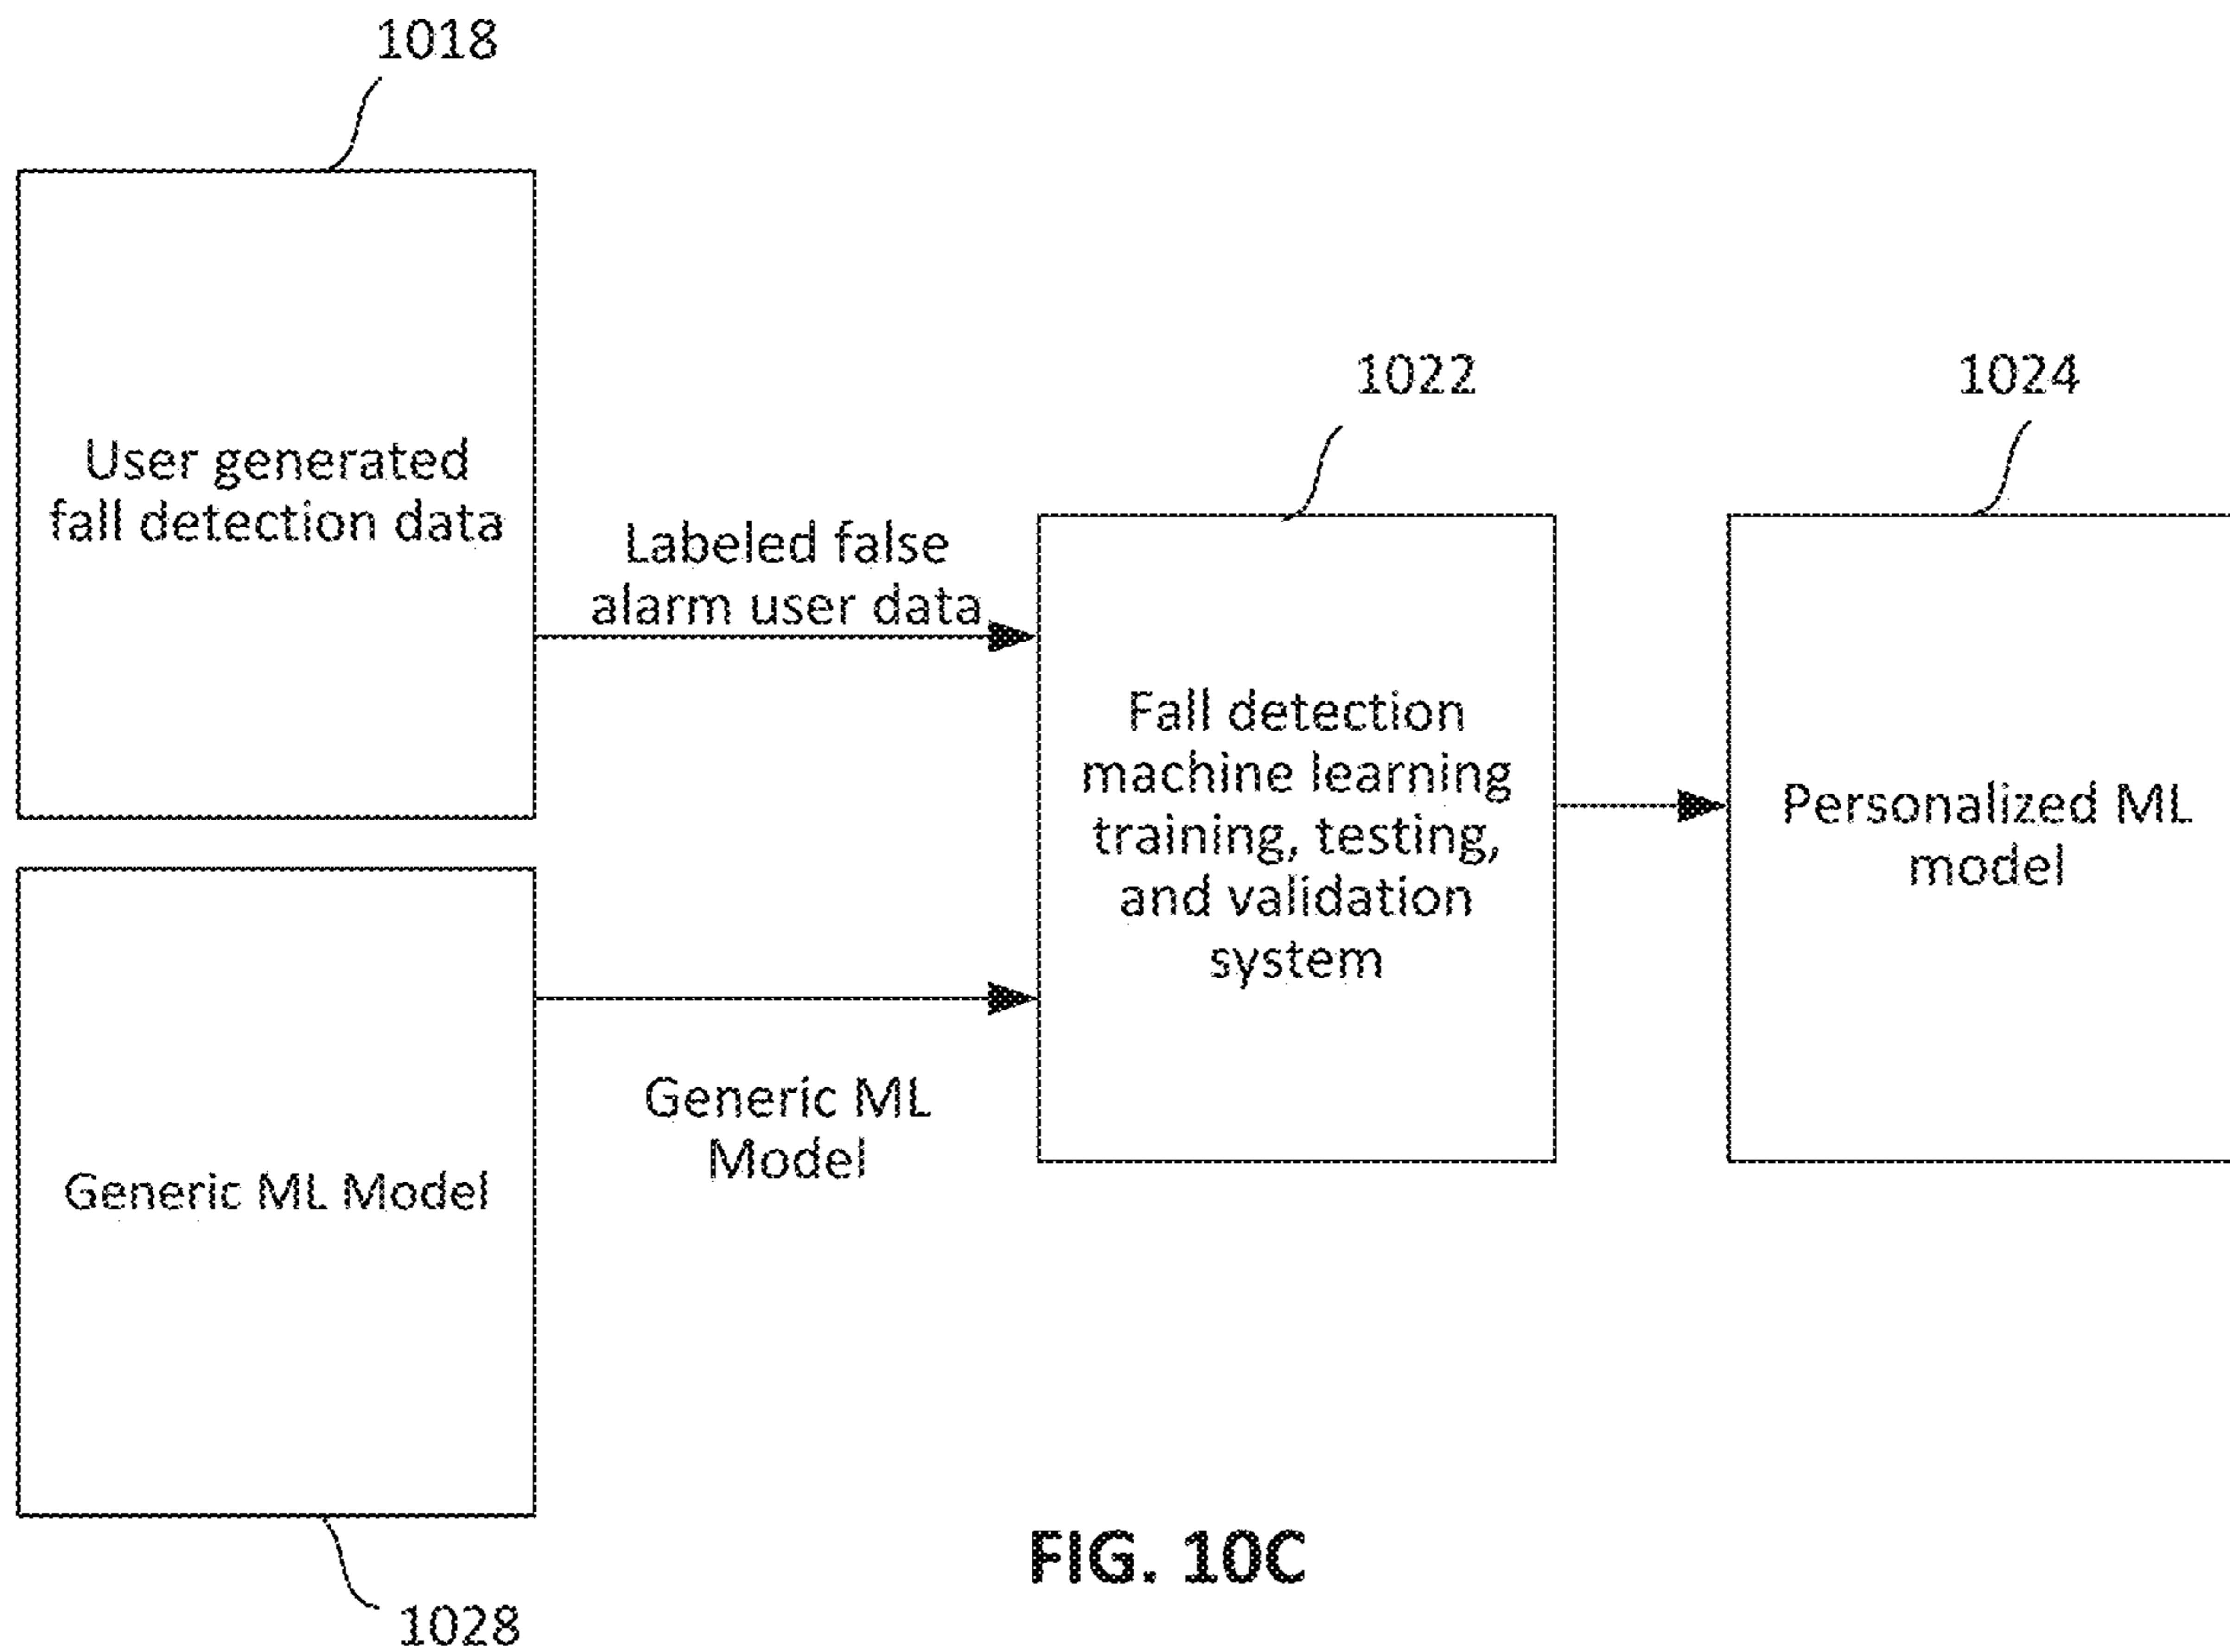 1018
User generated
fall detection data
Labeled false
alarm user data
1022
1024
Fall detection
machine learning
training, testing,
and validation
system
Personalized ML
model
Generic ML Model
Generic ML
Model
FIG. 10C
1028